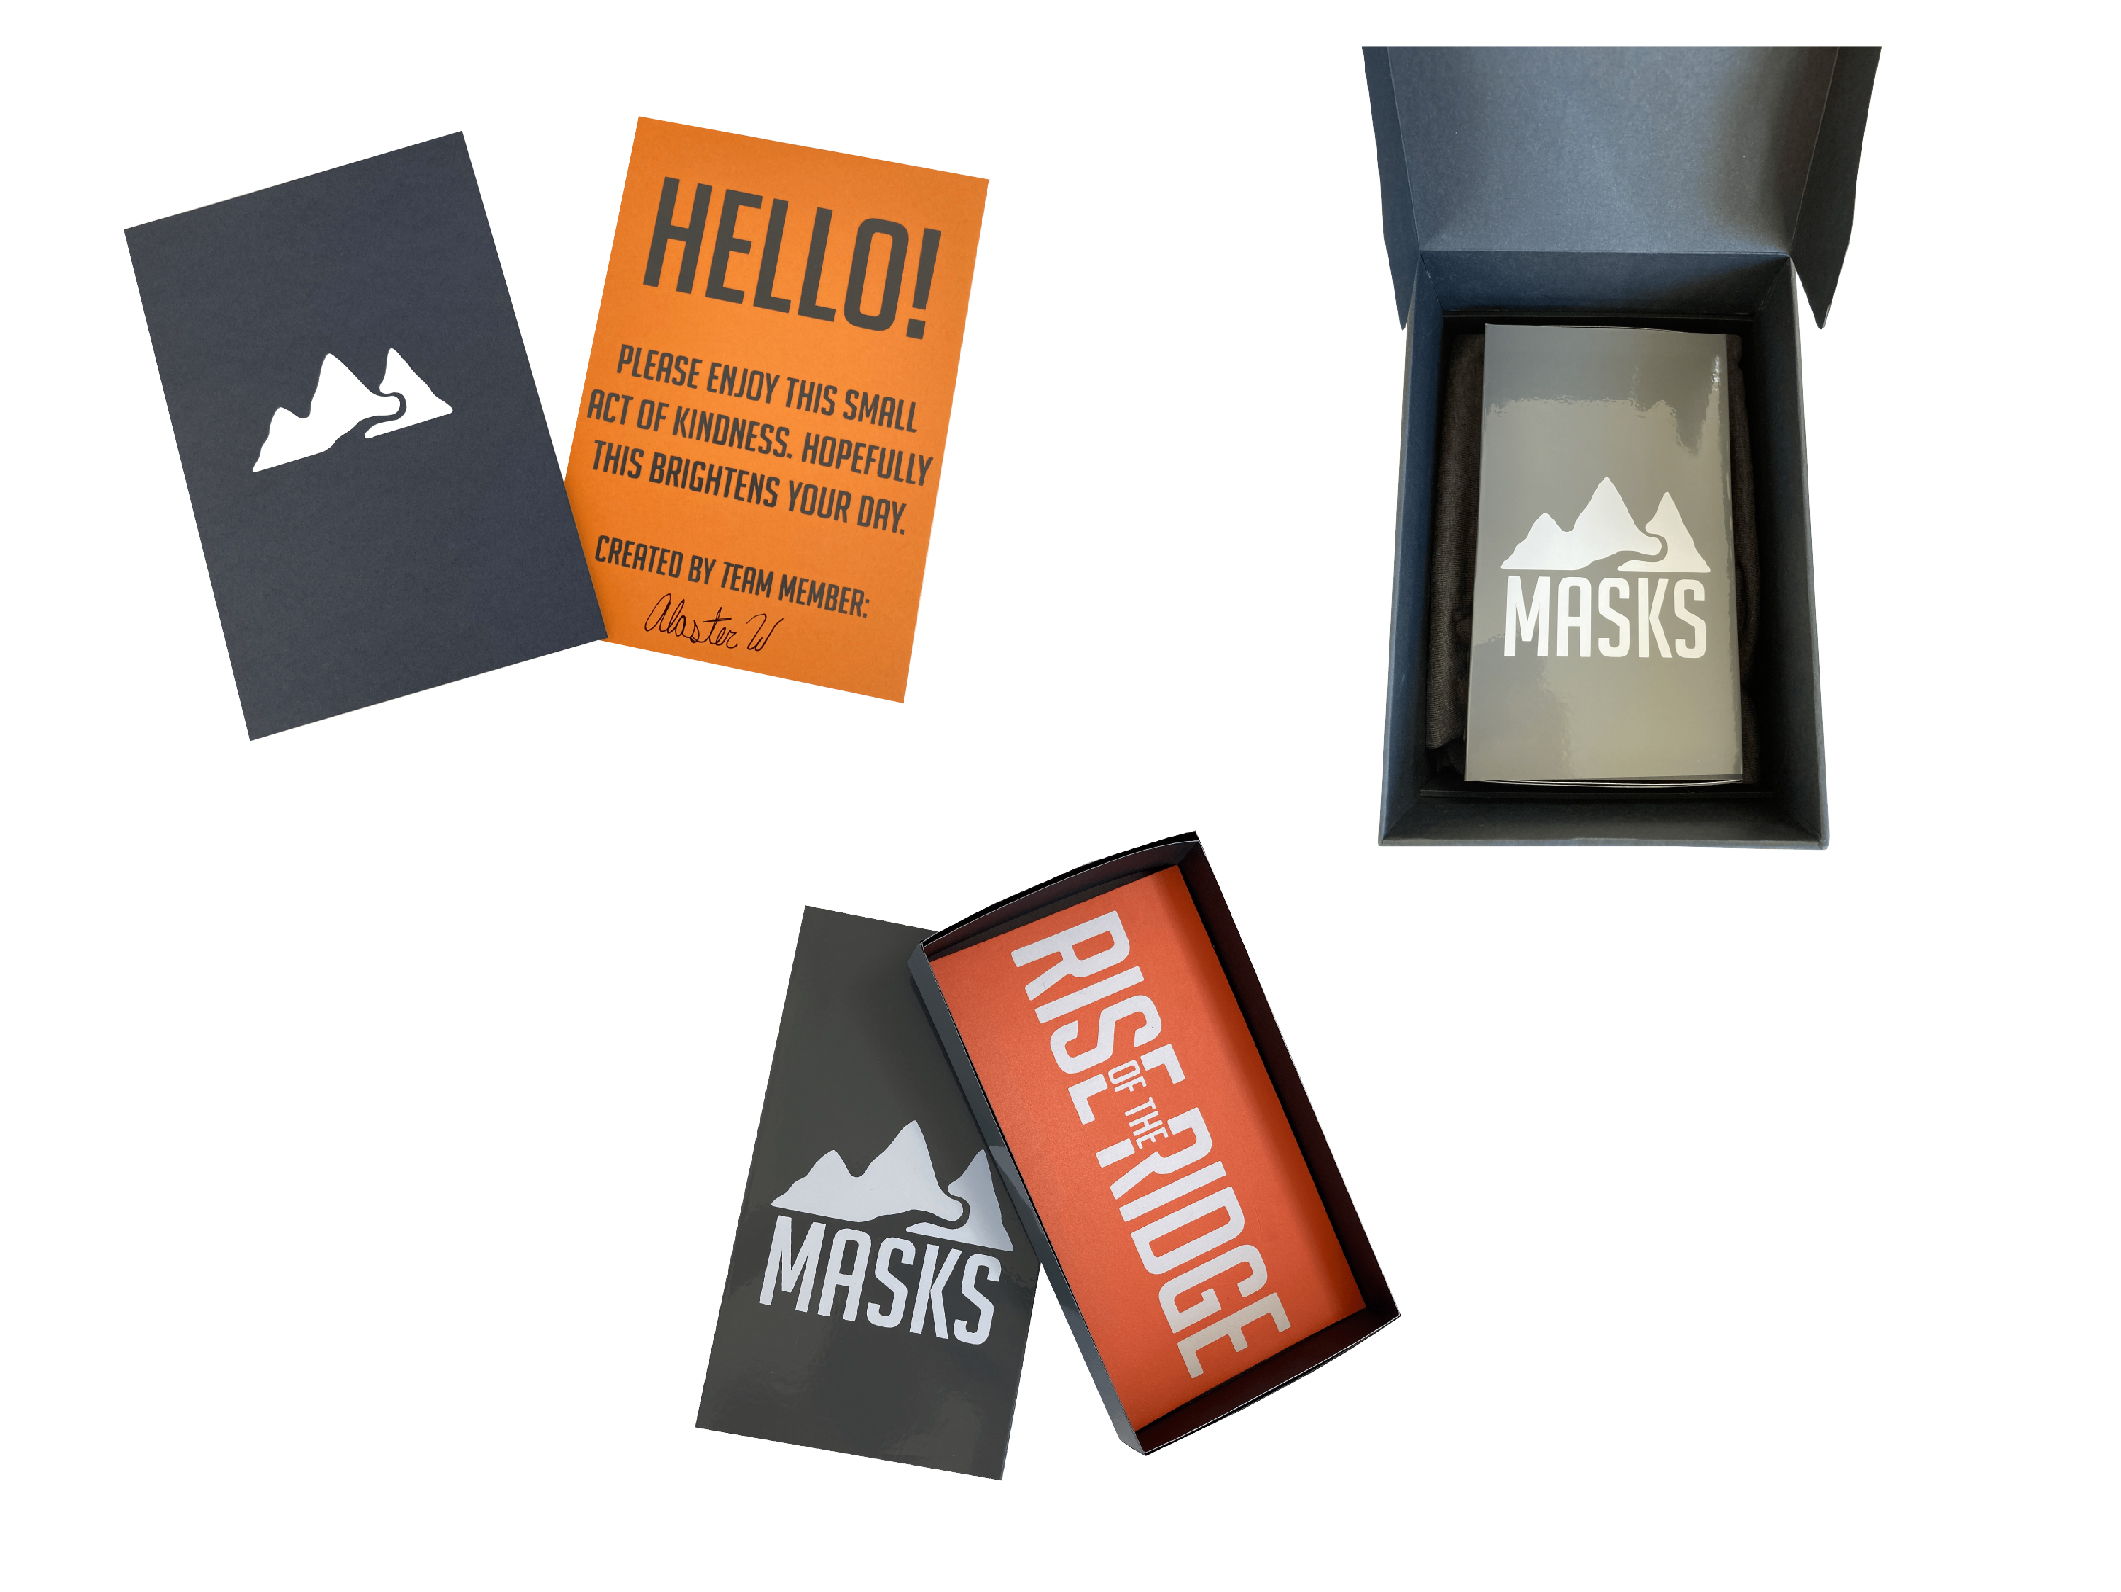 HELLO!
PLEASE ENJOY THIS SMALL
ACT OF KINDNESS. HOPEFULLY
THIS BRIGHTENS YOUR DAY.
CREATED BY TEAM MEMBER:
Alaster W
MASKS
MASKS
RISE
OF THE
RIDGE